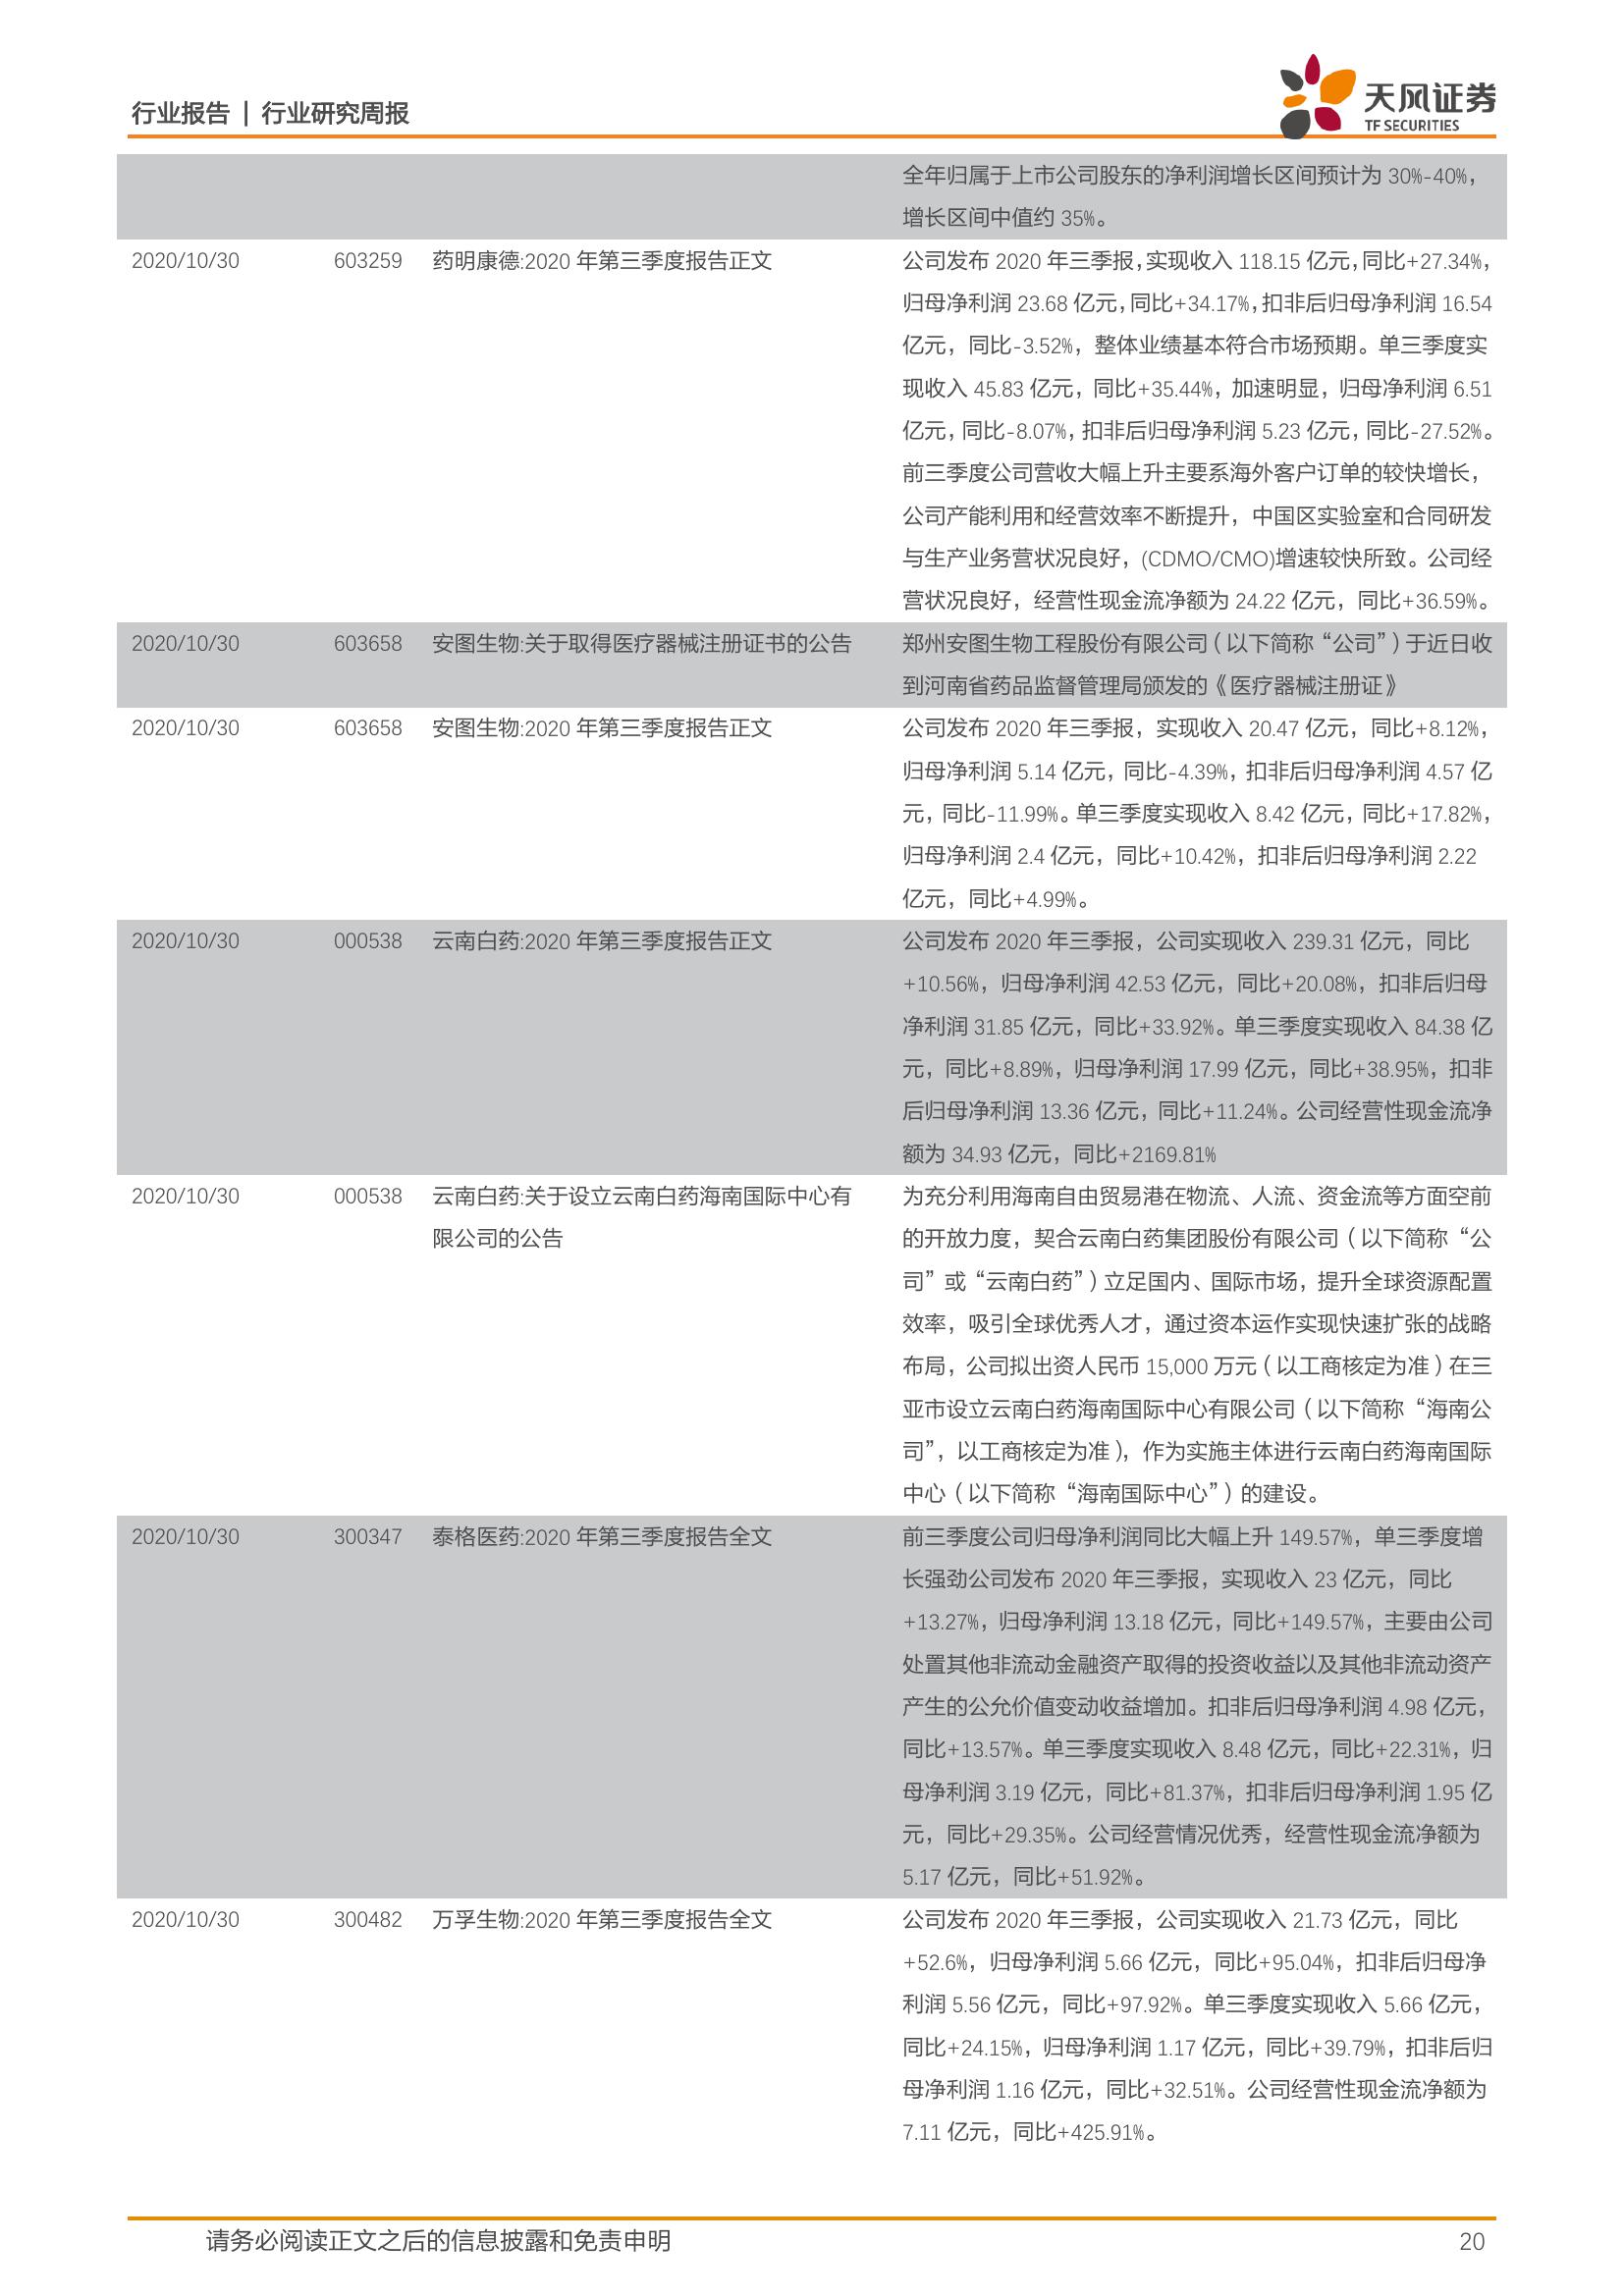 行业报告 | 行业研究周报
天风证券
TF SECURITIES
全年归属于上市公司股东的净利润增长区间预计为 30%-40%，
增长区间中值约 35%。
2020/10/30 603259 药明康德:2020 年第三季度报告正文 公司发布 2020 年三季报，实现收入 118.15 亿元，同比+27.34%，
归母净利润 23.68 亿元，同比+34.17%，扣非后归母净利润 16.54
亿元，同比-3.52%，整体业绩基本符合市场预期。单三季度实
现收入 45.83 亿元，同比+35.44%，加速明显，归母净利润 6.51
亿元，同比-8.07%，扣非后归母净利润 5.23 亿元，同比-27.52%。
前三季度公司营收大幅上升主要系海外客户订单的较快增长，
公司产能利用和经营效率不断提升，中国区实验室和合同研发
与生产业务营状况良好，(CDMO/CMO)增速较快所致。公司经
营状况良好，经营性现金流净额为 24.22 亿元，同比+36.59%。
2020/10/30 603658 安图生物:关于取得医疗器械注册证书的公告 郑州安图生物工程股份有限公司（以下简称“公司”）于近日收
到河南省药品监督管理局颁发的《医疗器械注册证》
2020/10/30 603658 安图生物:2020 年第三季度报告正文 公司发布 2020 年三季报，实现收入 20.47 亿元，同比+8.12%，
归母净利润 5.14 亿元，同比-4.39%，扣非后归母净利润 4.57 亿
元，同比-11.99%。单三季度实现收入 8.42 亿元，同比+17.82%，
归母净利润 2.4 亿元，同比+10.42%，扣非后归母净利润 2.22
亿元，同比+4.99%。
2020/10/30 000538 云南白药:2020 年第三季度报告正文 公司发布 2020 年三季报，公司实现收入 239.31 亿元，同比
+10.56%，归母净利润 42.53 亿元，同比+20.08%，扣非后归母
净利润 31.85 亿元，同比+33.92%。单三季度实现收入 84.38 亿
元，同比+8.89%，归母净利润 17.99 亿元，同比+38.95%，扣非
后归母净利润 13.36 亿元，同比+11.24%。公司经营性现金流净
额为 34.93 亿元，同比+2169.81%
2020/10/30 000538 云南白药:关于设立云南白药海南国际中心有 为充分利用海南自由贸易港在物流、人流、资金流等方面空前
限公司的公告 的开放力度，契合云南白药集团股份有限公司（以下简称“公
司”或“云南白药”）立足国内、国际市场，提升全球资源配置
效率，吸引全球优秀人才，通过资本运作实现快速扩张的战略
布局，公司拟出资人民币 15,000 万元（以工商核定为准）在三
亚市设立云南白药海南国际中心有限公司（以下简称“海南公
司”，以工商核定为准），作为实施主体进行云南白药海南国际
中心（以下简称“海南国际中心”）的建设。
2020/10/30 300347 泰格医药:2020 年第三季度报告全文 前三季度公司归母净利润同比大幅上升 149.57%，单三季度增
长强劲公司发布 2020 年三季报，实现收入 23 亿元，同比
+13.27%，归母净利润 13.18 亿元，同比+149.57%，主要由公司
处置其他非流动金融资产取得的投资收益以及其他非流动资产
产生的公允价值变动收益增加。扣非后归母净利润 4.98 亿元，
同比+13.57%。单三季度实现收入 8.48 亿元，同比+22.31%，归
母净利润 3.19 亿元，同比+81.37%，扣非后归母净利润 1.95 亿
元，同比+29.35%。公司经营情况优秀，经营性现金流净额为
5.17 亿元，同比+51.92%。
2020/10/30 300482 万孚生物:2020 年第三季度报告全文 公司发布 2020 年三季报，公司实现收入 21.73 亿元，同比
+52.6%，归母净利润 5.66 亿元，同比+95.04%，扣非后归母净
利润 5.56 亿元，同比+97.92%。单三季度实现收入 5.66 亿元，
同比+24.15%，归母净利润 1.17 亿元，同比+39.79%，扣非后归
母净利润 1.16 亿元，同比+32.51%。公司经营性现金流净额为
7.11 亿元，同比+425.91%。
请务必阅读正文之后的信息披露和免责申明 20